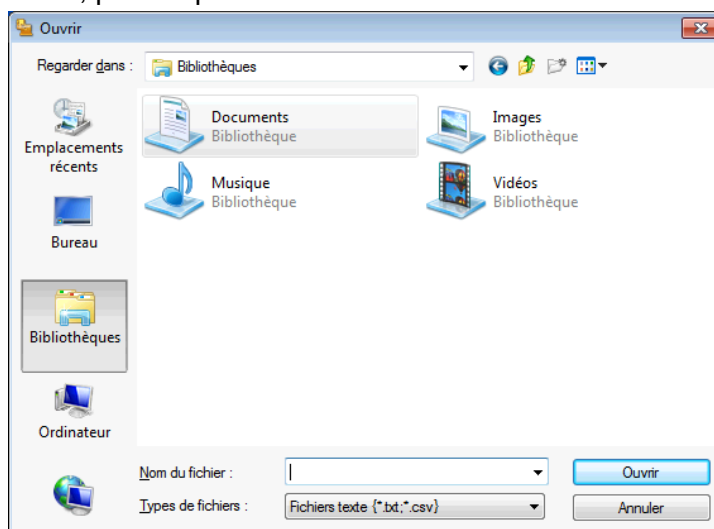 Ouvrir
Regarder dans : Bibliothèques
Emplacements récents
Bureau
Bibliothèques
Ordinateur
Documents
Bibliothèque
Images
Bibliothèque
Musique
Bibliothèque
Vidéos
Bibliothèque
Nom du fichier : Ouvrir
Types de fichiers : Fichiers texte {*.txt;*.csv} Annuler